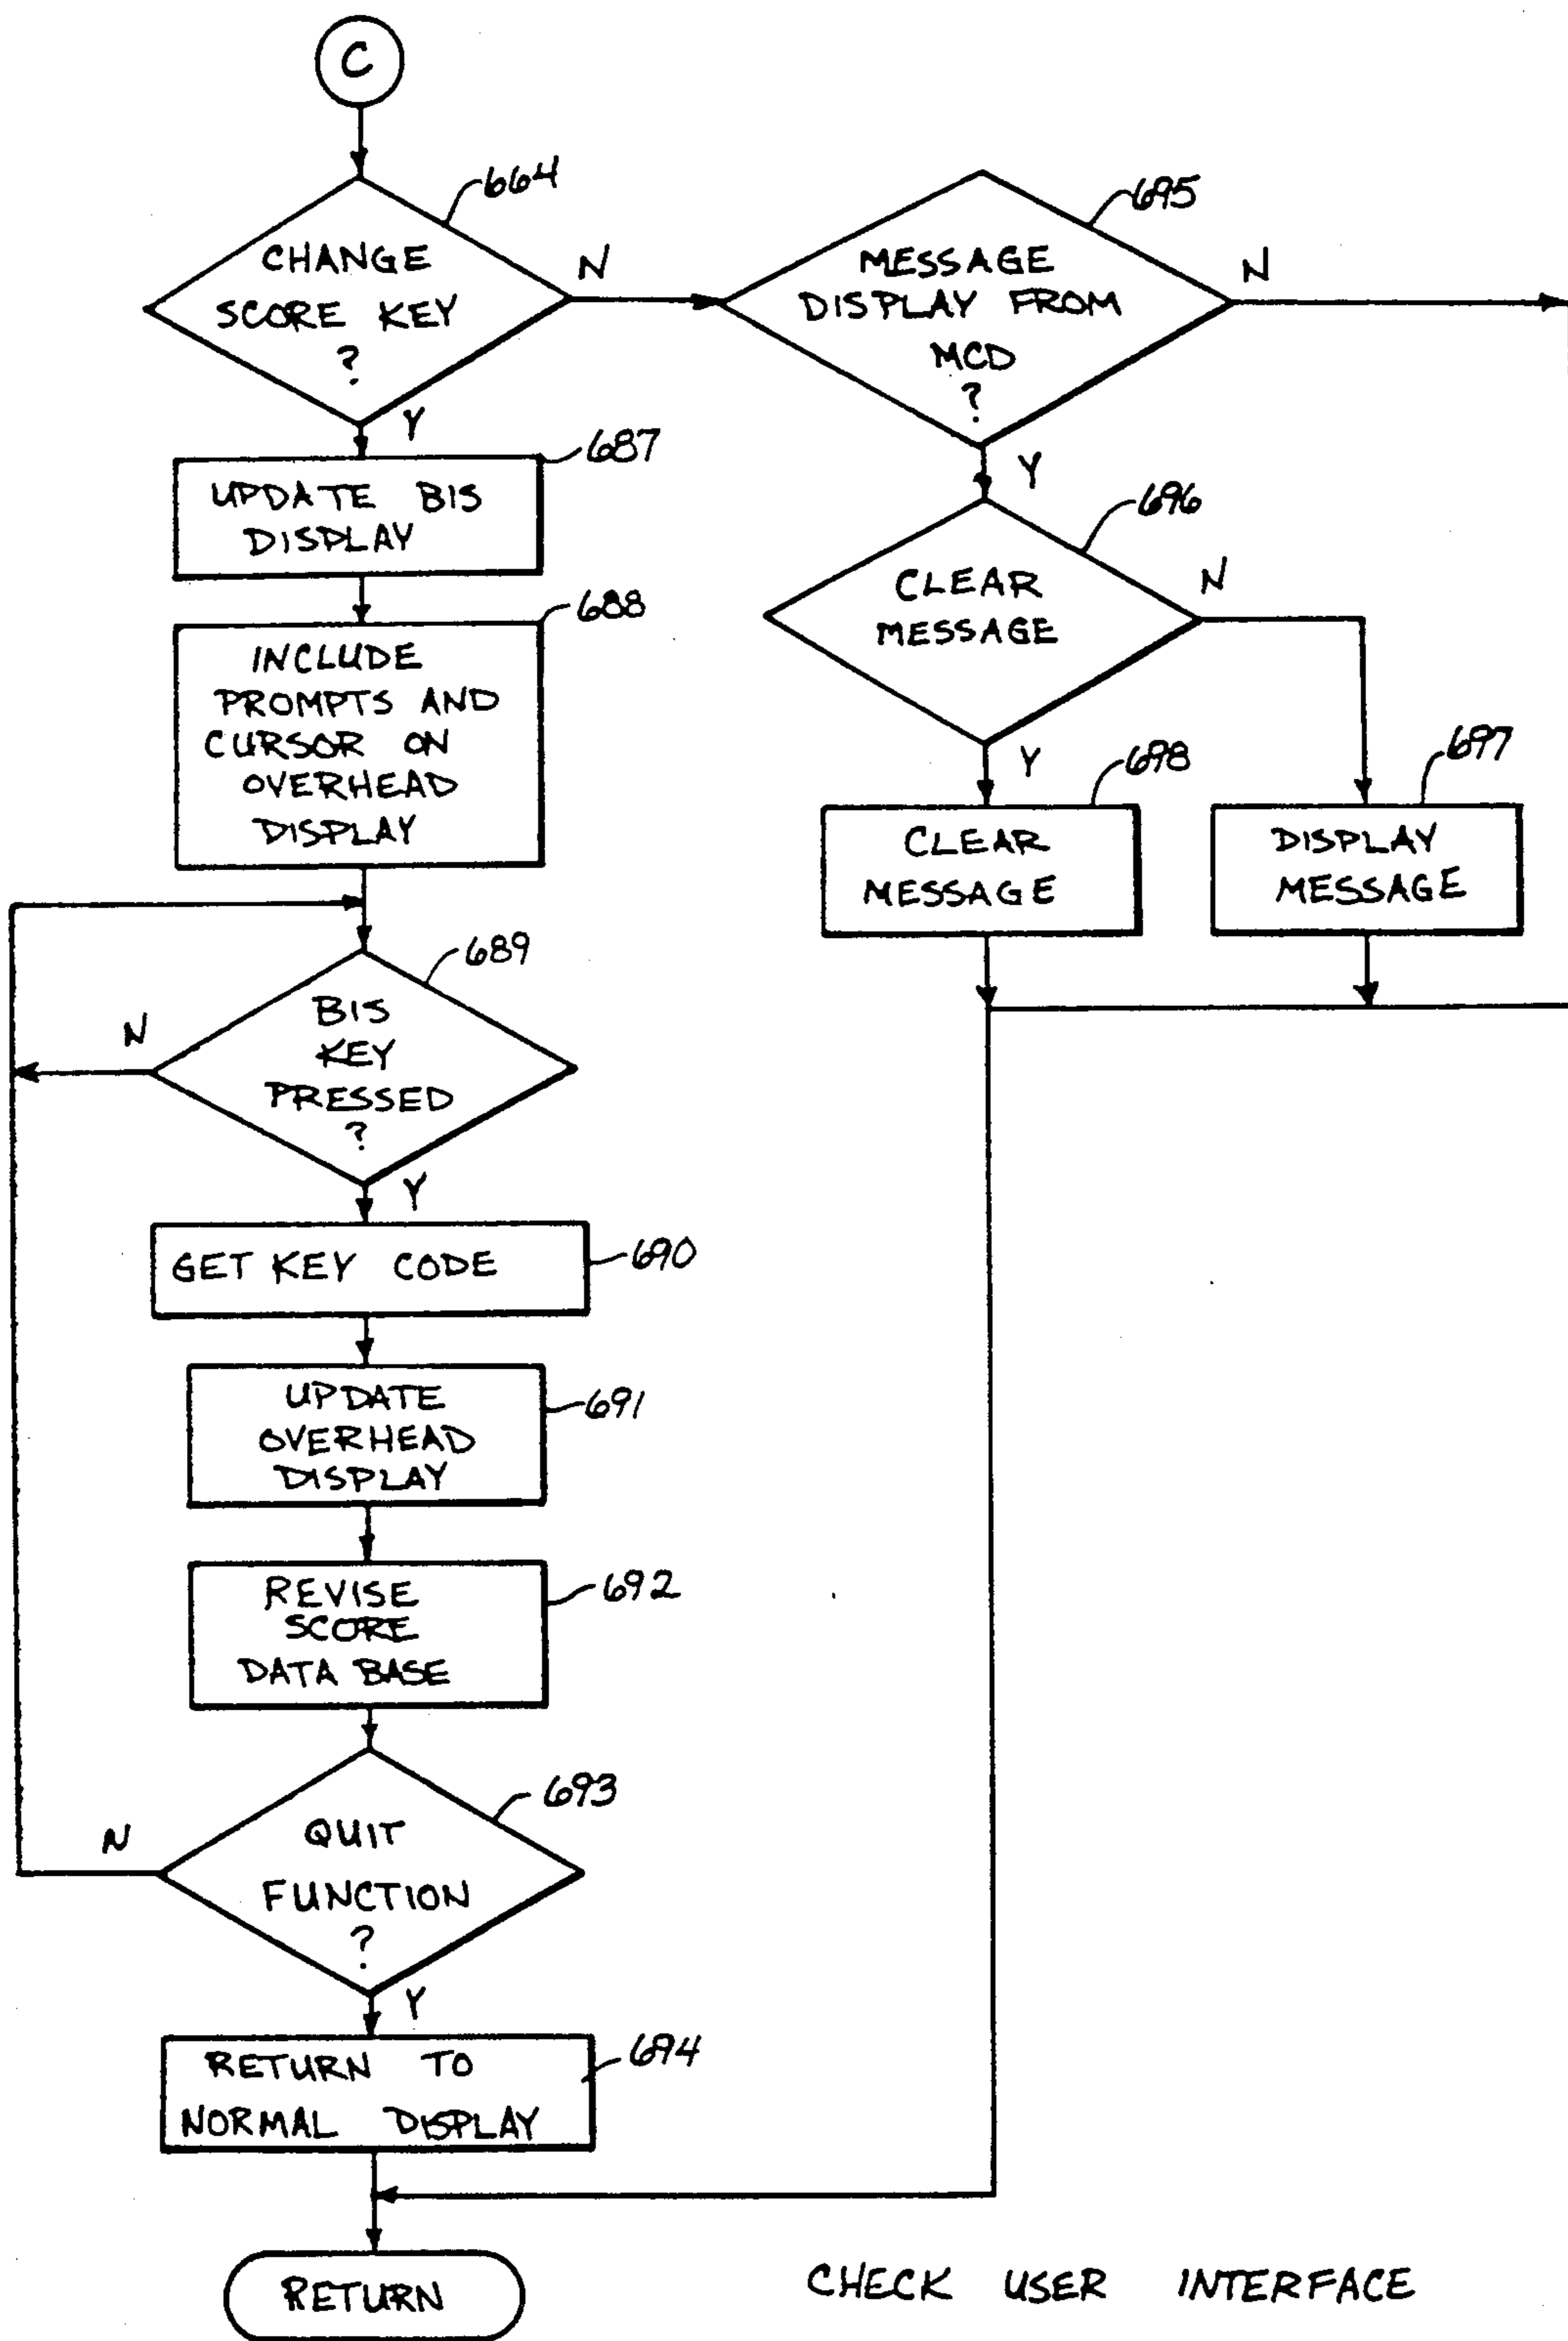 C
664
CHANGE
SCORE KEY
?
N
Y
687
UPDATE BIS
DISPLAY
688
INCLUDE
PROMPTS AND
CURSOR ON
OVERHEAD
DISPLAY
689
BIS
KEY
PRESSED
?
N
Y
690
GET KEY CODE
691
UPDATE
OVERHEAD
DISPLAY
692
REVISE
SCORE
DATA BASE
693
QUIT
FUNCTION
?
N
Y
694
RETURN TO
NORMAL DISPLAY
RETURN
695
MESSAGE
DISPLAY FROM
MCD
?
N
Y
696
CLEAR
MESSAGE
N
Y
698
CLEAR
MESSAGE
697
DISPLAY
MESSAGE
CHECK USER INTERFACE